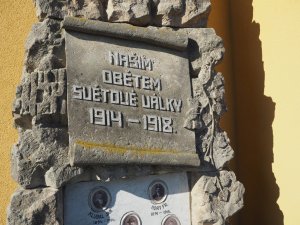 NAŠIM
OBĚTEM
SVĚTOVÉ VÁLKY
1914 – 1918.